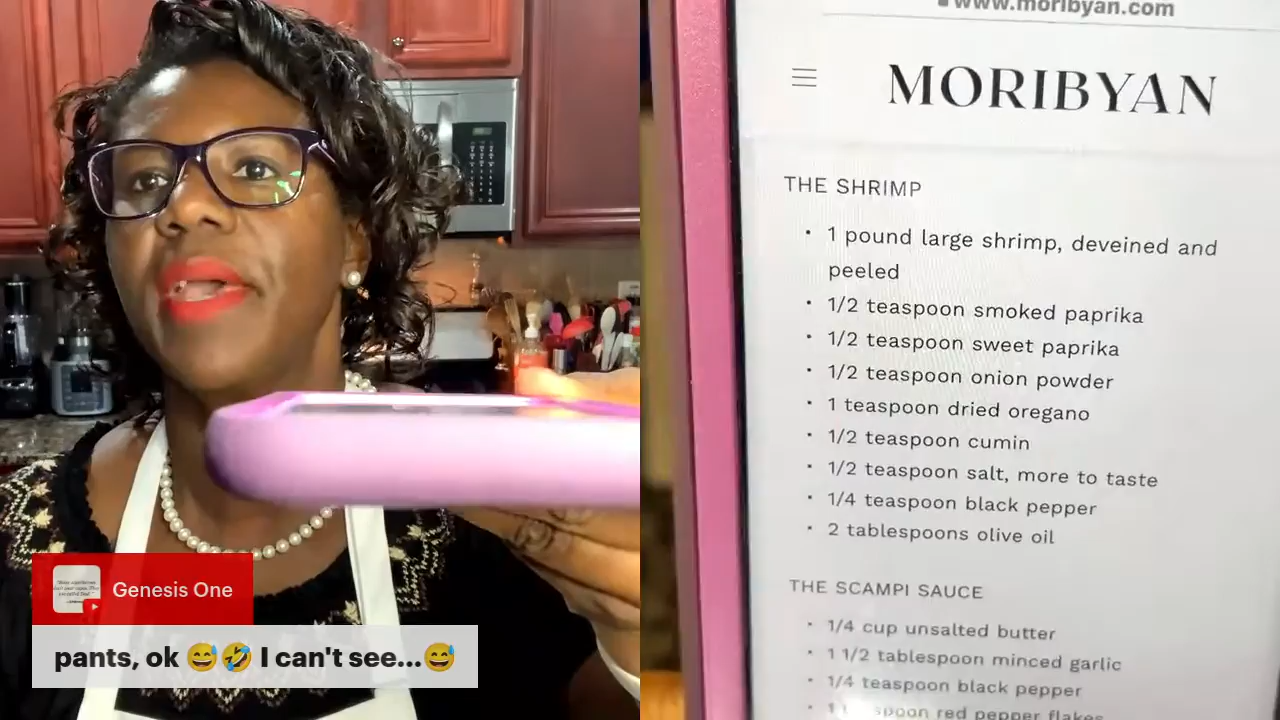 www.moribyan.com
MORIBYAN
THE SHRIMP
• 1 pound large shrimp, deveined and
peeled
• 1/2 teaspoon smoked paprika
• 1/2 teaspoon sweet paprika
• 1/2 teaspoon onion powder
• 1 teaspoon dried oregano
• 1/2 teaspoon cumin
• 1/2 teaspoon salt, more to taste
• 1/4 teaspoon black pepper
• 2 tablespoons olive oil
THE SCAMPI SAUCE
• 1/4 cup unsalted butter
• 1 1/2 tablespoon minced garlic
• 1/4 teaspoon black pepper
red pepper flakes
Genesis One
pants, ok 😅🤣 I can't see...😅